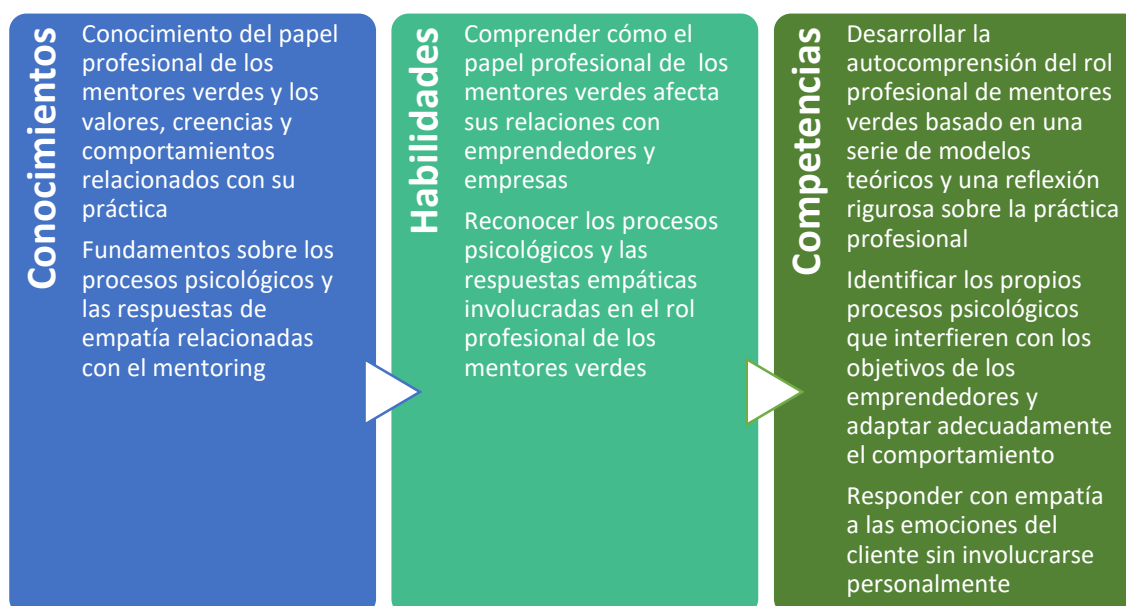 Conocimientos
Conocimiento del papel
profesional de los
mentores verdes y los
valores, creencias y
comportamientos
relacionados con su
práctica
Fundamentos sobre los
procesos psicológicos y
las respuestas de
empatía relacionadas
con el mentoring
Habilidades
Comprender cómo el
papel profesional de los
mentores verdes afecta
sus relaciones con
emprendedores y
empresas
Reconocer los procesos
psicológicos y las
respuestas empáticas
involucradas en el rol
profesional de los
mentores verdes
Competencias
Desarrollar la
autocomprensión del rol
profesional de mentores
verdes basado en una
serie de modelos
teóricos y una reflexión
rigurosa sobre la práctica
profesional
Identificar los propios
procesos psicológicos
que interfieren con los
objetivos de los
emprendedores y
adaptar adecuadamente
el comportamiento
Responder con empatía
a las emociones del
cliente sin involucrarse
personalmente